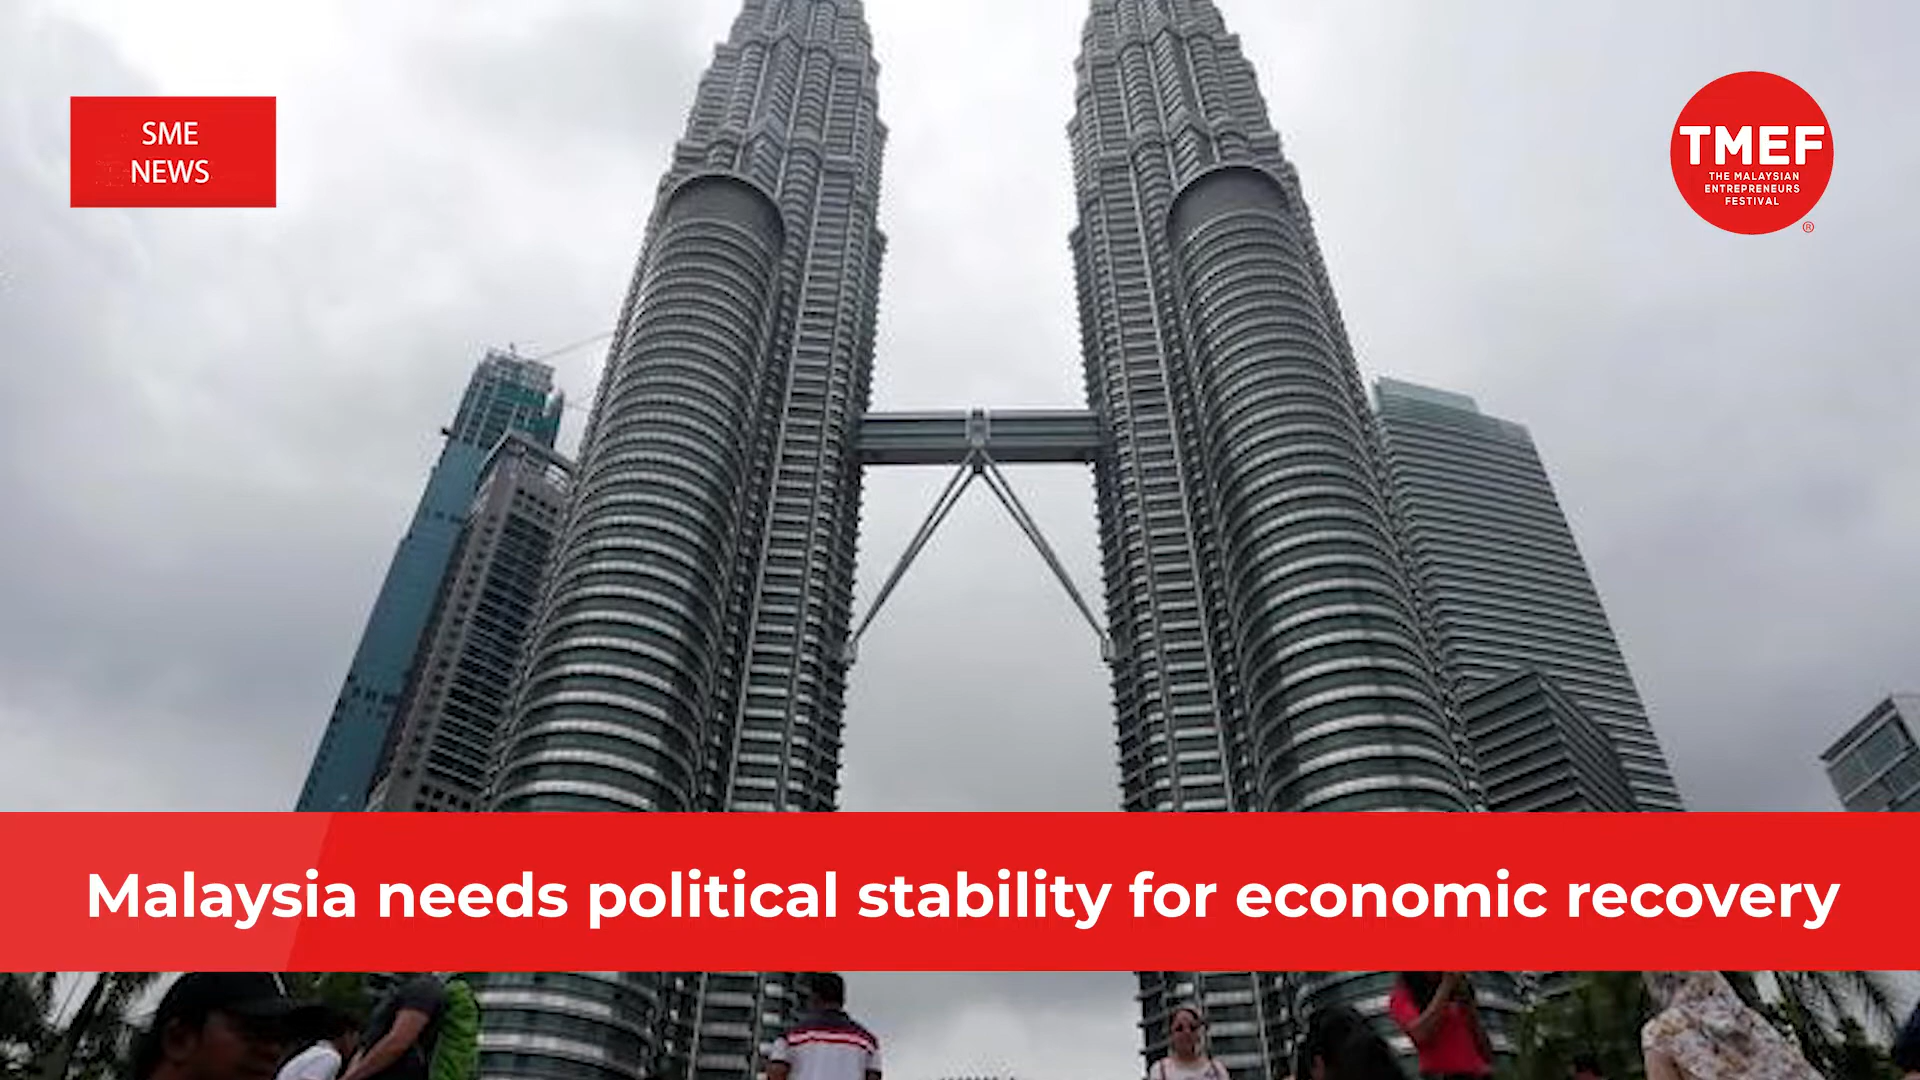 SME
NEWS
TMEF
THE MALAYSIAN
ENTREPRENEURS
FESTIVAL
®
Malaysia needs political stability for economic recovery